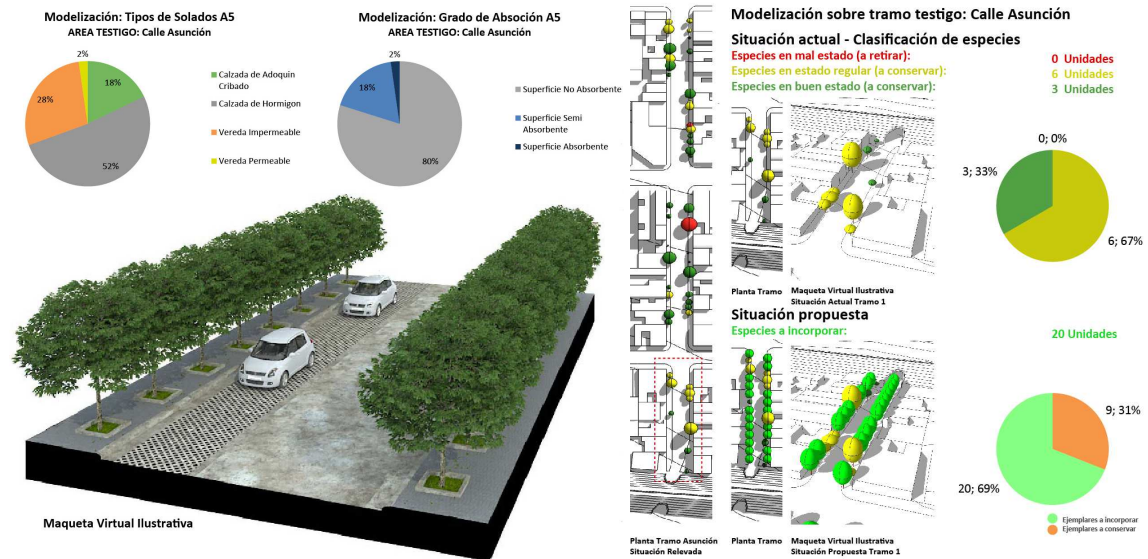 Modelización: Tipos de Solados A5
AREA TESTIGO: Calle Asunción
2%
18%
28%
52%
Calzada de Adoquin
Cribado
Calzada de Hormigon
Vereda Impermeable
Vereda Permeable
Modelización: Grado de Absoción A5
AREA TESTIGO: Calle Asunción
2%
18%
80%
Superficie No Absorbente
Superficie Semi
Absorbente
Superficie Absorbente
Maqueta Virtual Ilustrativa
Modelización sobre tramo testigo: Calle Asunción
Situación actual - Clasificación de especies
Especies en mal estado (a retirar): 0 Unidades
Especies en estado regular (a conservar): 6 Unidades
Especies en buen estado (a conservar): 3 Unidades
0; 0%
3; 33%
6; 67%
Planta Tramo
Maqueta Virtual Ilustrativa
Situación Actual Tramo 1
Situación propuesta
Especies a incorporar: 20 Unidades
9; 31%
20; 69%
Ejemplares a incorporar
Ejemplares a conservar
Planta Tramo Asunción
Situación Relevada
Planta Tramo
Maqueta Virtual Ilustrativa
Situación Propuesta Tramo 1